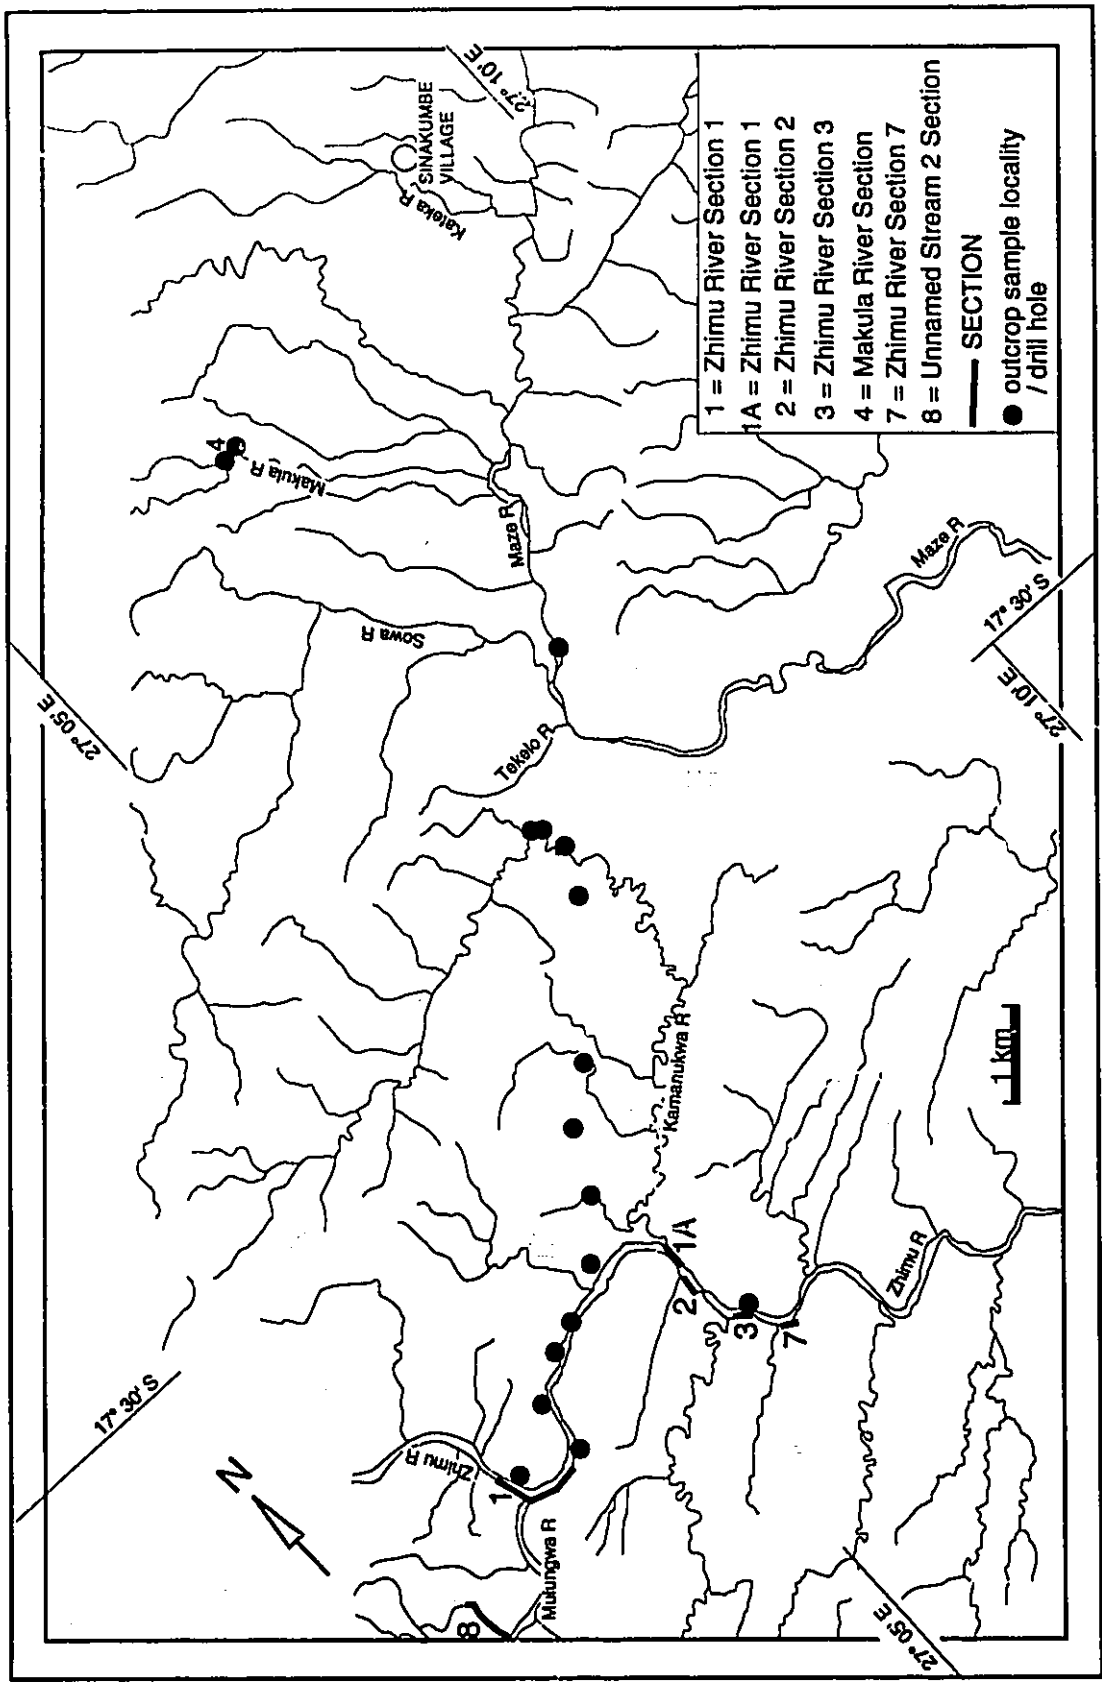 27° 05' E
27° 10' E
SINAKUMBE
VILLAGE
Kateka R
4
Makula R
Maze R
Sowa R
Tekelo R
17° 30' S
N
Zhimu R
1
Mulungwa R
8
Kamanukwa R
1A
2
3
7
Zhimu R
Maze R
17° 30' S
27° 10' E
27° 05' E
1 km
1 = Zhimu River Section 1
1A = Zhimu River Section 1
2 = Zhimu River Section 2
3 = Zhimu River Section 3
4 = Makula River Section
7 = Zhimu River Section 7
8 = Unnamed Stream 2 Section
SECTION
outcrop sample locality
/ drill hole